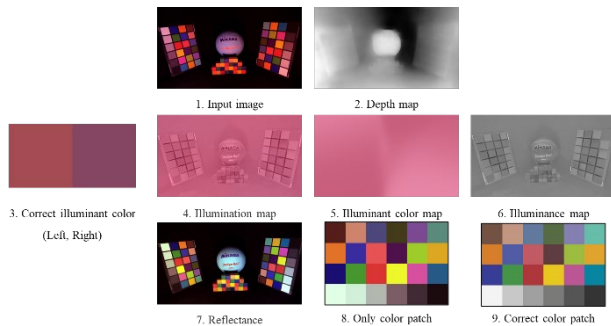 1. Input image
2. Depth map
3. Correct illuminant color
(Left, Right)
4. Illumination map
5. Illuminant color map
6. Illuminance map
7. Reflectance
8. Only color patch
9. Correct color patch